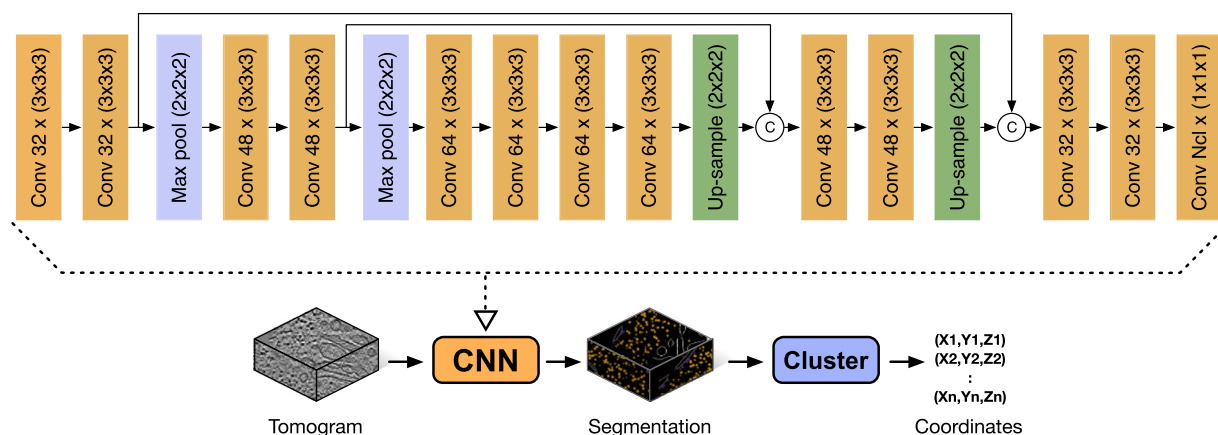 Conv 32 x (3x3x3)
Conv 32 x (3x3x3)
Max pool (2x2x2)
Conv 48 x (3x3x3)
Conv 48 x (3x3x3)
Max pool (2x2x2)
Conv 64 x (3x3x3)
Conv 64 x (3x3x3)
Conv 64 x (3x3x3)
Conv 64 x (3x3x3)
Up-sample (2x2x2)
C
Conv 48 x (3x3x3)
Conv 48 x (3x3x3)
Up-sample (2x2x2)
C
Conv 32 x (3x3x3)
Conv 32 x (3x3x3)
Conv Ncl x (1x1x1)
CNN
Cluster
(X1,Y1,Z1)
(X2,Y2,Z2)
⋮
(Xn,Yn,Zn)
Tomogram
Segmentation
Coordinates